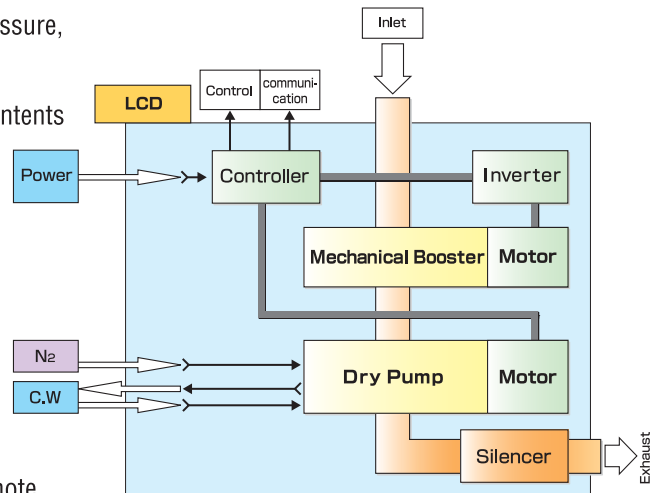 ssure,
ntents
note
Inlet
LCD
Control
communi-
cation
Power
Controller
Inverter
Mechanical Booster
Motor
N2
C.W
Dry Pump
Motor
Silencer
Exhaust